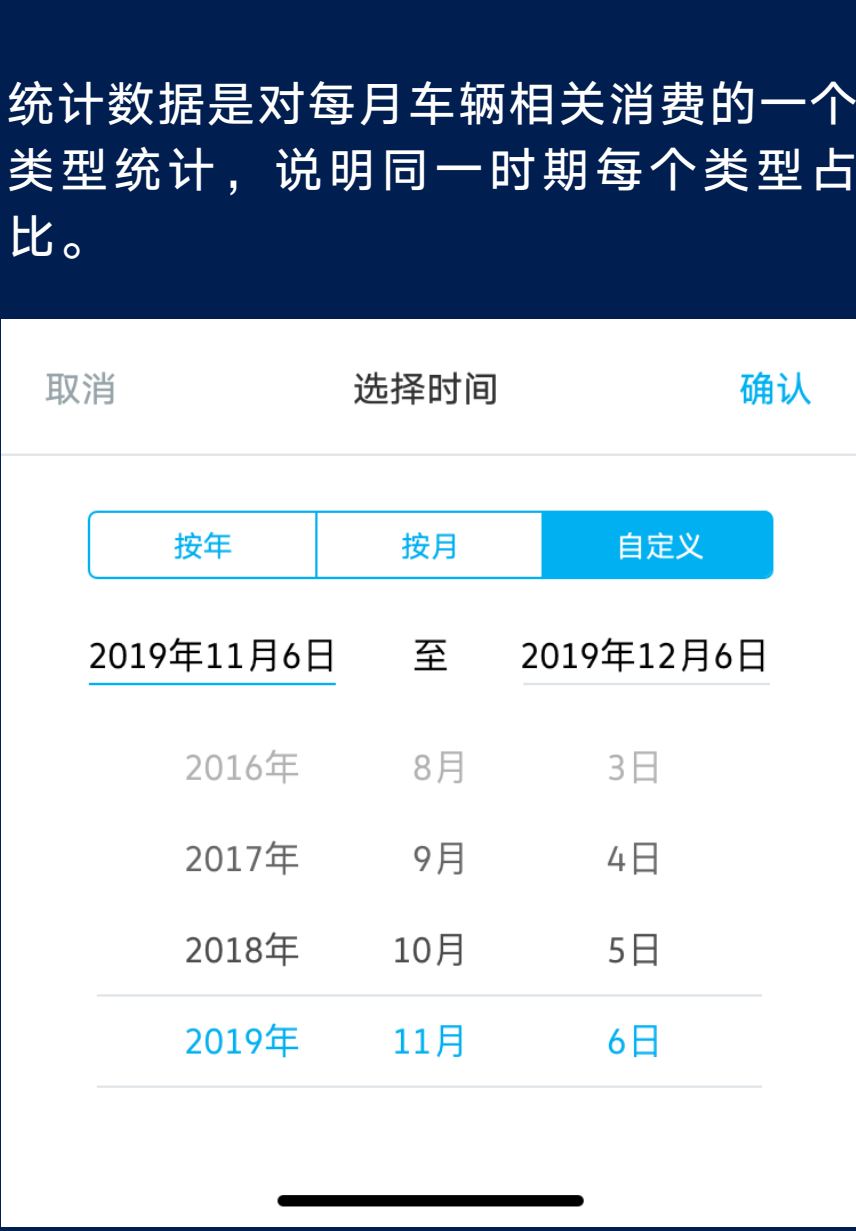 统计数据是对每月车辆相关消费的一个
类型统计，说明同一时期每个类型占
比。
取消 选择时间 确认
按年 按月 自定义
2019年11月6日 至 2019年12月6日
2016年 8月 3日
2017年 9月 4日
2018年 10月 5日
2019年 11月 6日